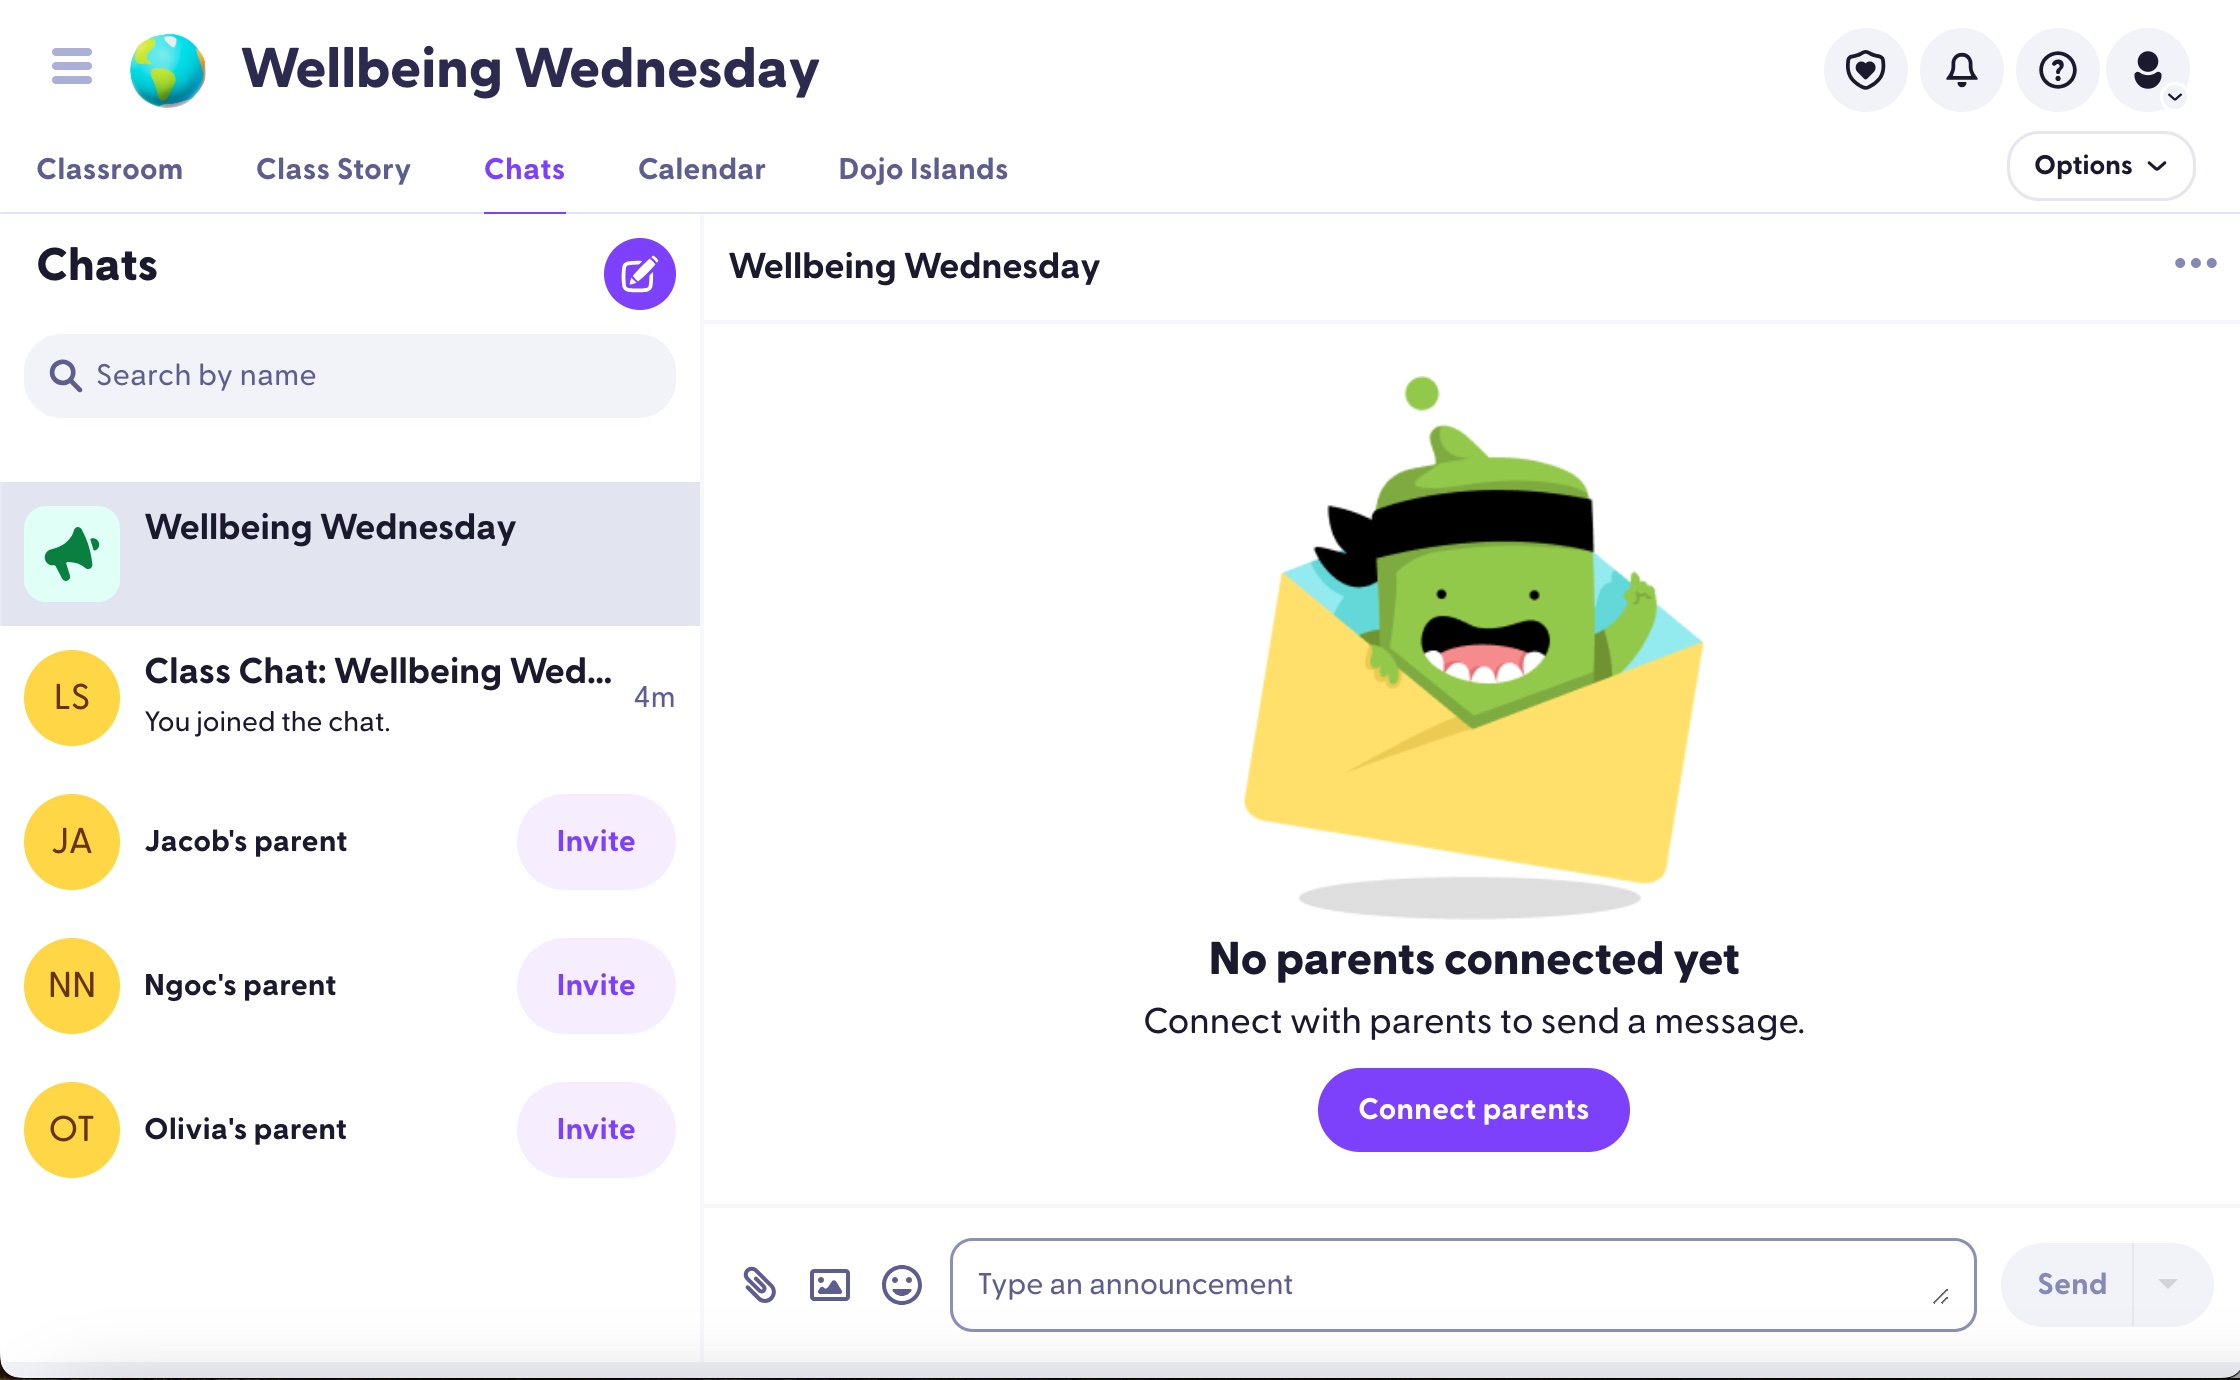 Wellbeing Wednesday
Classroom
Class Story
Chats
Calendar
Dojo Islands
Options
Chats
Search by name
Wellbeing Wednesday
LS
Class Chat: Wellbeing Wed...
You joined the chat.
4m
JA
Jacob's parent
Invite
NN
Ngoc's parent
Invite
OT
Olivia's parent
Invite
Wellbeing Wednesday
No parents connected yet
Connect with parents to send a message.
Connect parents
Type an announcement
Send